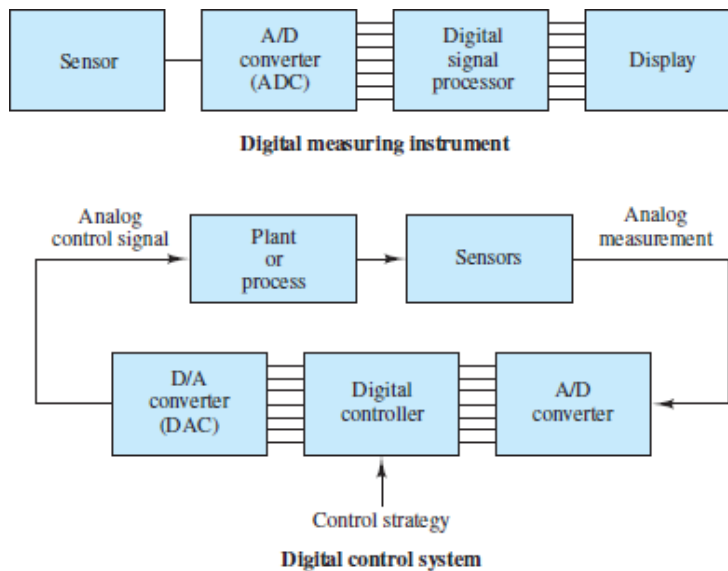 Sensor
A/D
converter
(ADC)
Digital
signal
processor
Display
Digital measuring instrument
Analog
control signal
Plant
or
process
Sensors
Analog
measurement
D/A
converter
(DAC)
Digital
controller
A/D
converter
Control strategy
Digital control system